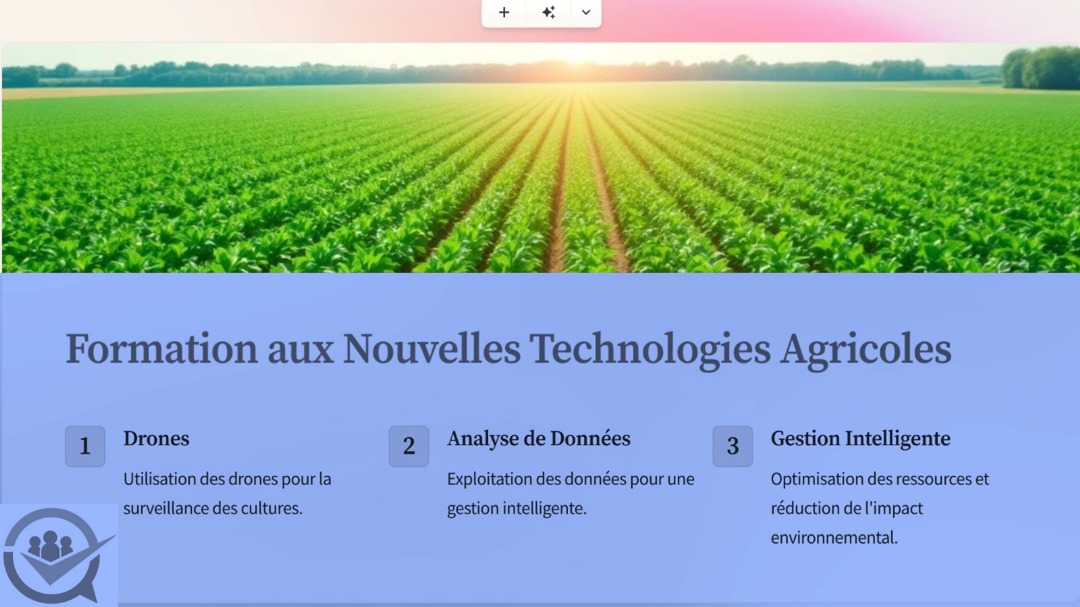 Formation aux Nouvelles Technologies Agricoles
1
Drones
Utilisation des drones pour la
surveillance des cultures.
2
Analyse de Données
Exploitation des données pour une
gestion intelligente.
3
Gestion Intelligente
Optimisation des ressources et
réduction de l'impact
environnemental.